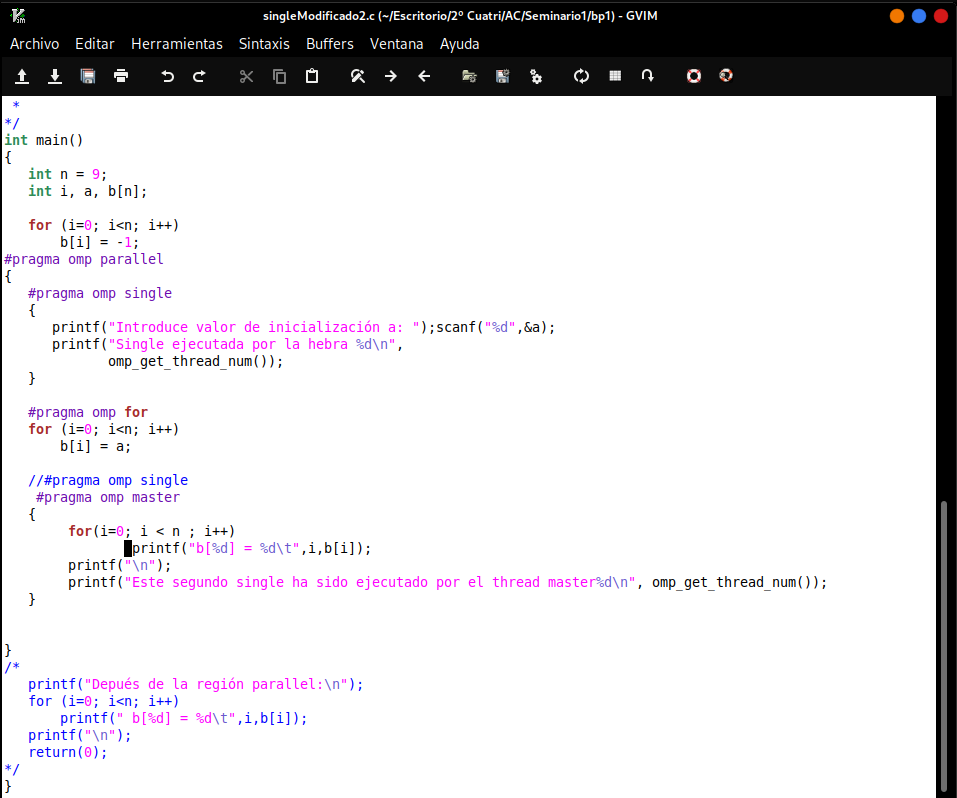 singleModificado2.c (~/Escritorio/2º Cuatri/AC/Seminario1/bp1) - GVIM
Archivo Editar Herramientas Sintaxis Buffers Ventana Ayuda
 *
*/
int main()
{
   int n = 9;
   int i, a, b[n];

   for (i=0; i<n; i++)
       b[i] = -1;
#pragma omp parallel
{
   #pragma omp single
   {
      printf("Introduce valor de inicialización a: ");scanf("%d",&a);
      printf("Single ejecutada por la hebra %d\n",
             omp_get_thread_num());
   }

   #pragma omp for
   for (i=0; i<n; i++)
       b[i] = a;

   //#pragma omp single
    #pragma omp master
   {
        for(i=0; i < n ; i++)
                printf("b[%d] = %d\t",i,b[i]);
        printf("\n");
        printf("Este segundo single ha sido ejecutado por el thread master%d\n", omp_get_thread_num());
   }


}
/*
   printf("Depués de la región parallel:\n");
   for (i=0; i<n; i++)
       printf(" b[%d] = %d\t",i,b[i]);
   printf("\n");
   return(0);
*/
}